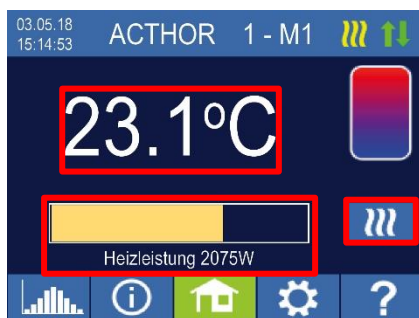 03.05.18
15:14:53
ACTHOR 1 - M1
23.1°C
Heizleistung 2075W
?